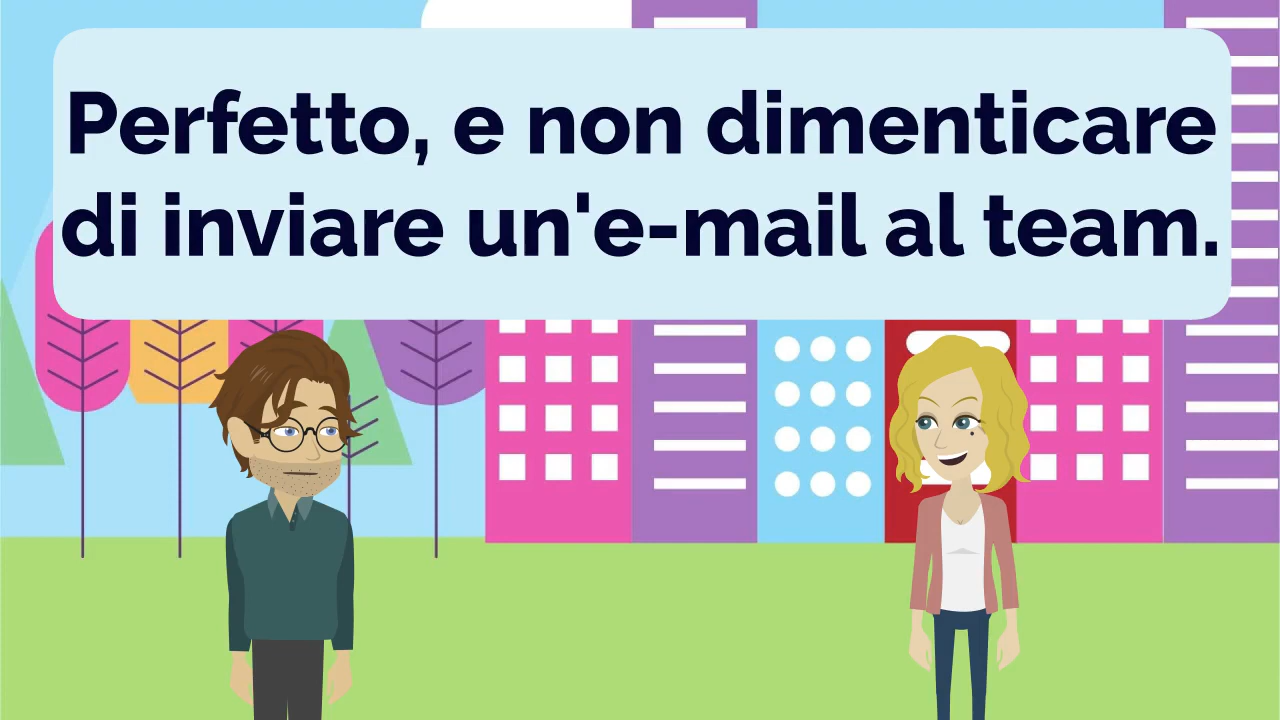 Perfetto, e non dimenticare
di inviare un'e-mail al team.